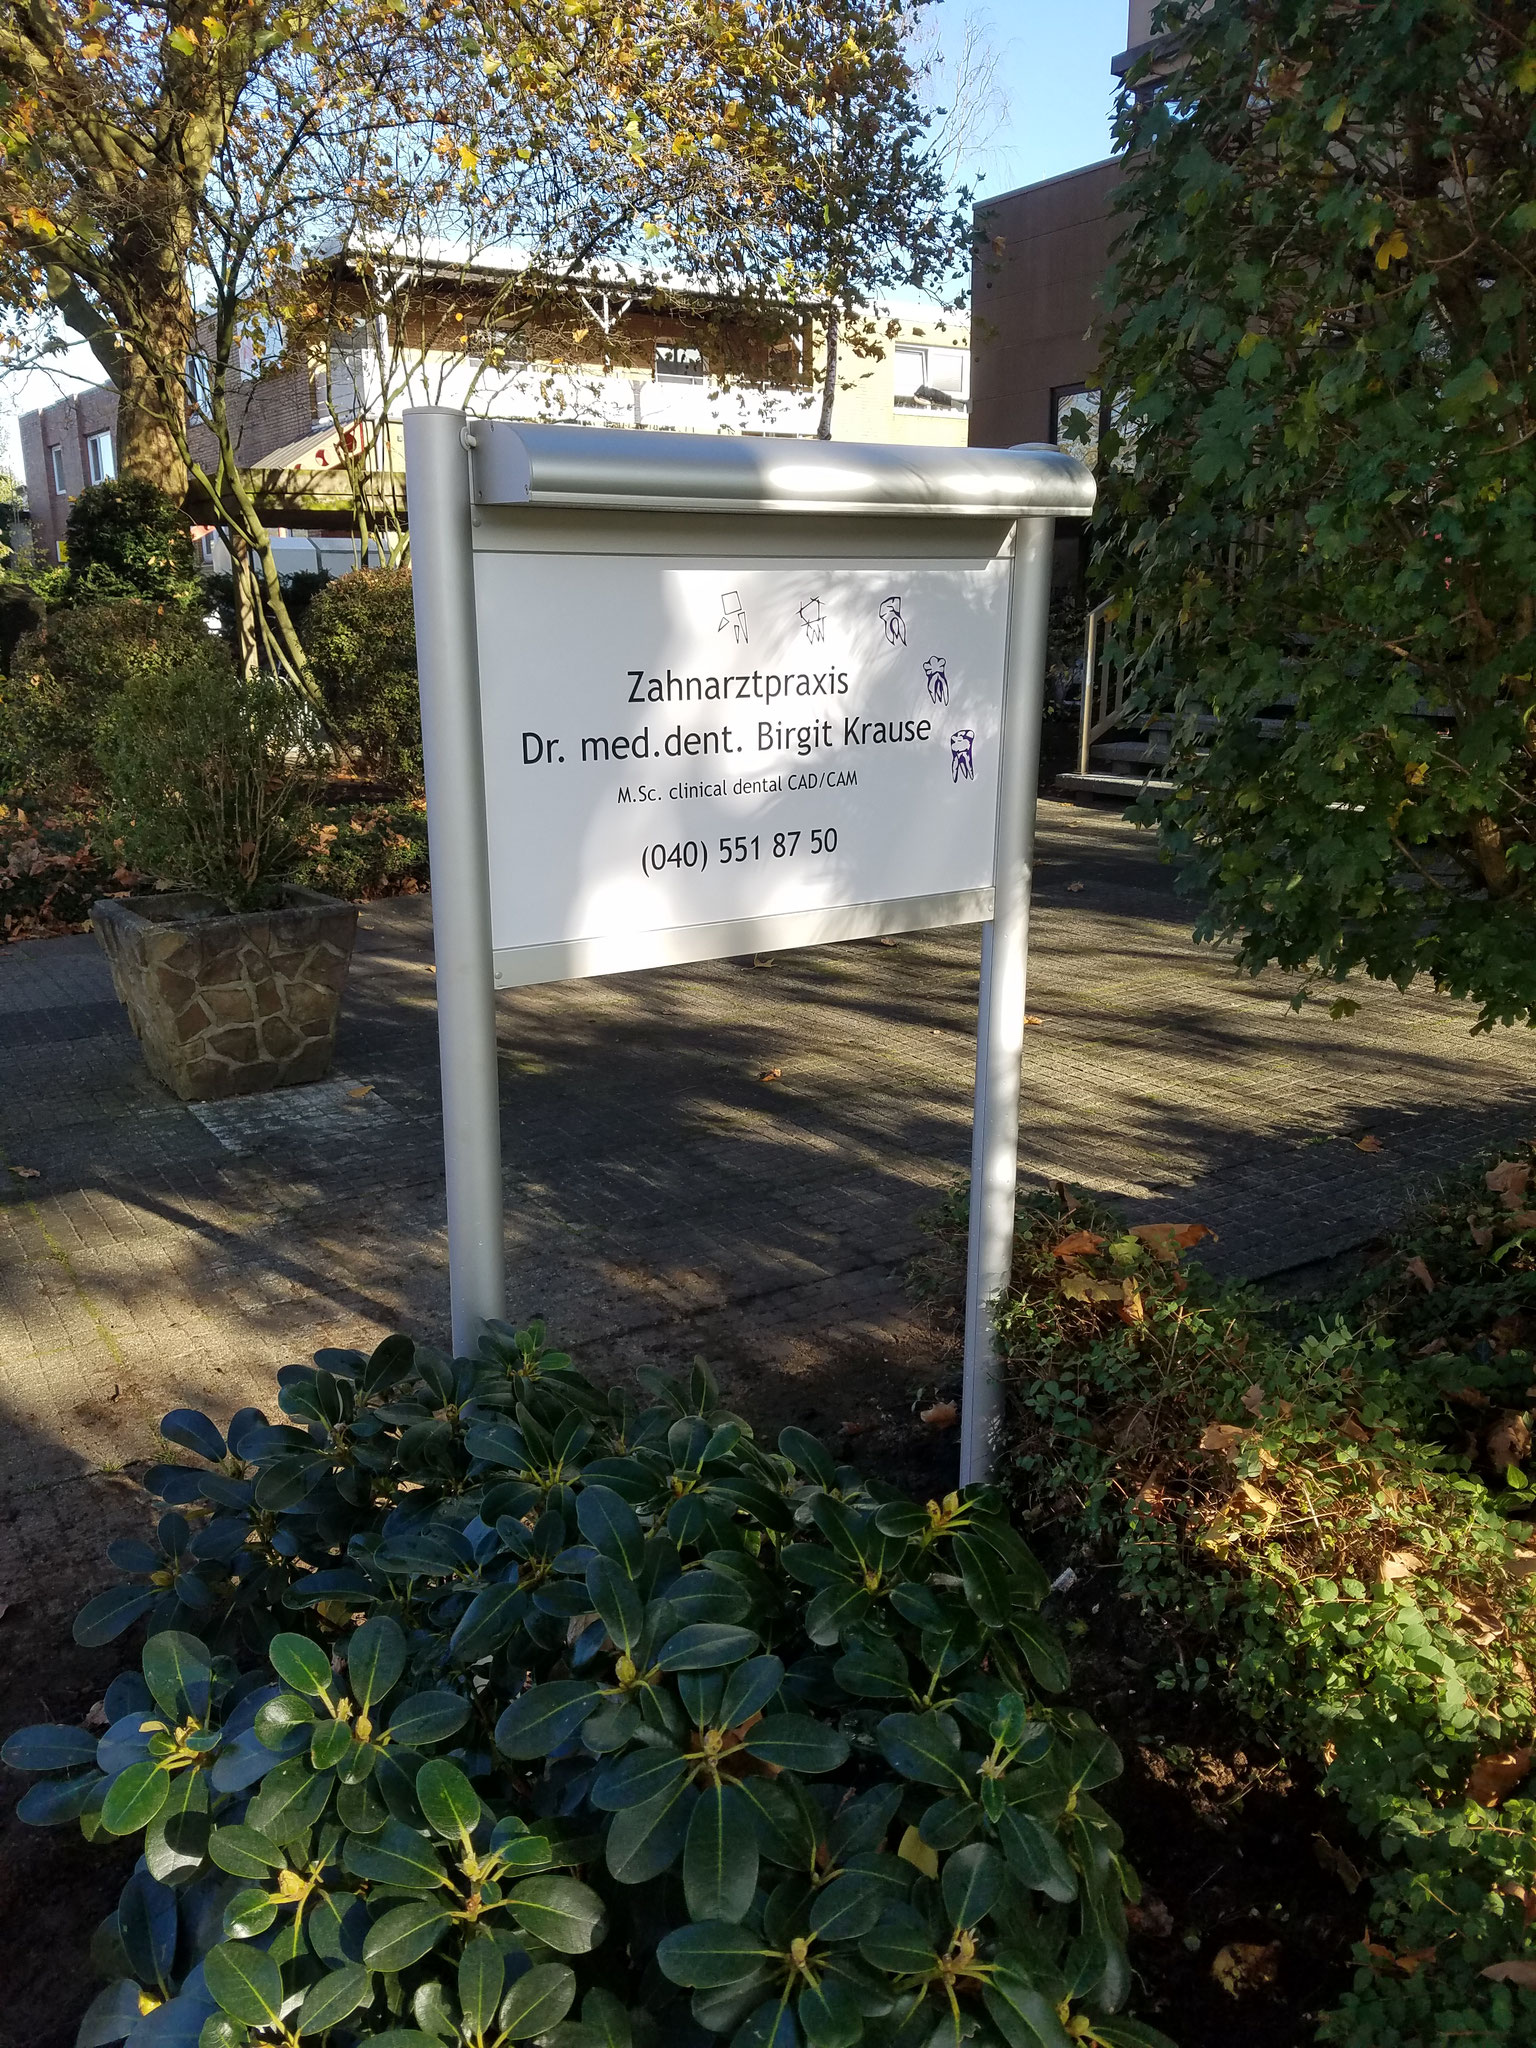 Zahnarztpraxis
Dr. med.dent. Birgit Krause
M.Sc. clinical dental CAD/CAM
(040) 551 87 50